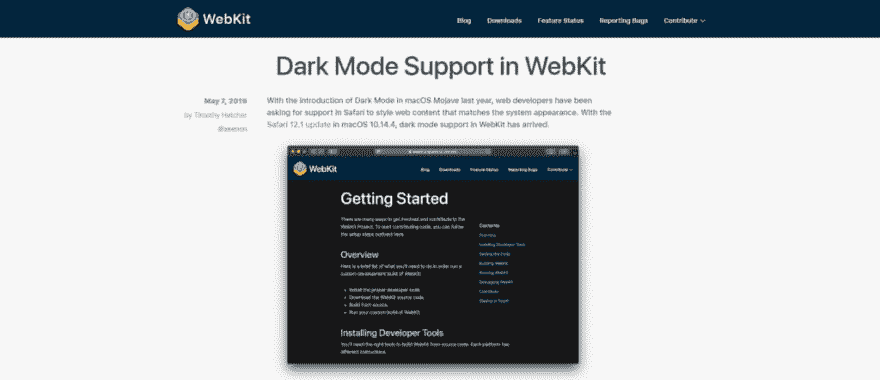 WebKit
Blog Downloads Feature Status Reporting Bugs Contribute
Dark Mode Support in WebKit
May 7, 2019
by Timothy Hatcher
With the introduction of Dark Mode in macOS Mojave last year, web developers have been
asking for support in Safari to style web content that matches the system appearance. With the
Safari 12.1 update in macOS 10.14.4, dark mode support in WebKit has arrived.
WebKit
Blog Downloads Feature Status Reporting Bugs Contribute
Getting Started
There are many ways to get involved and contribute to the
WebKit Project. To start contributing code, you can follow
the setup steps outlined here.
Overview
Here is a brief list of what you'll need to do in order run a
custom development build of WebKit:
Install the proper developer tools.
Download the WebKit source code.
Build from source.
Run your custom build of WebKit!
Contents
Overview
Installing Developer Tools
Getting the Code
Building WebKit
Running WebKit
Debugging WebKit
Contribute
Installing Developer Tools
You'll need the right tools to build WebKit from source code. Each platform has
different instructions.